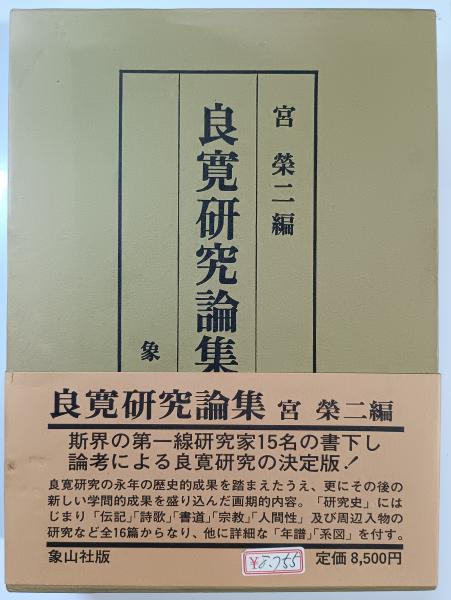 宮 榮二編
良寛研究論集
象
良寛研究論集 宮 榮二編
斯界の第一線研究家15名の書下し
論考による良寛研究の決定版!
良寛研究の永年の歴史的成果を踏まえたうえ、更にその後の
新しい学問的成果を盛り込んだ画期的内容。「研究史」には
じまり「伝記」「詩歌」「書道」「宗教」「人間性」及び周辺人物の
研究など全16篇からなり、他に詳細な「年譜」「系図」を付す。
象山社版
¥8,755
定価 8,500円